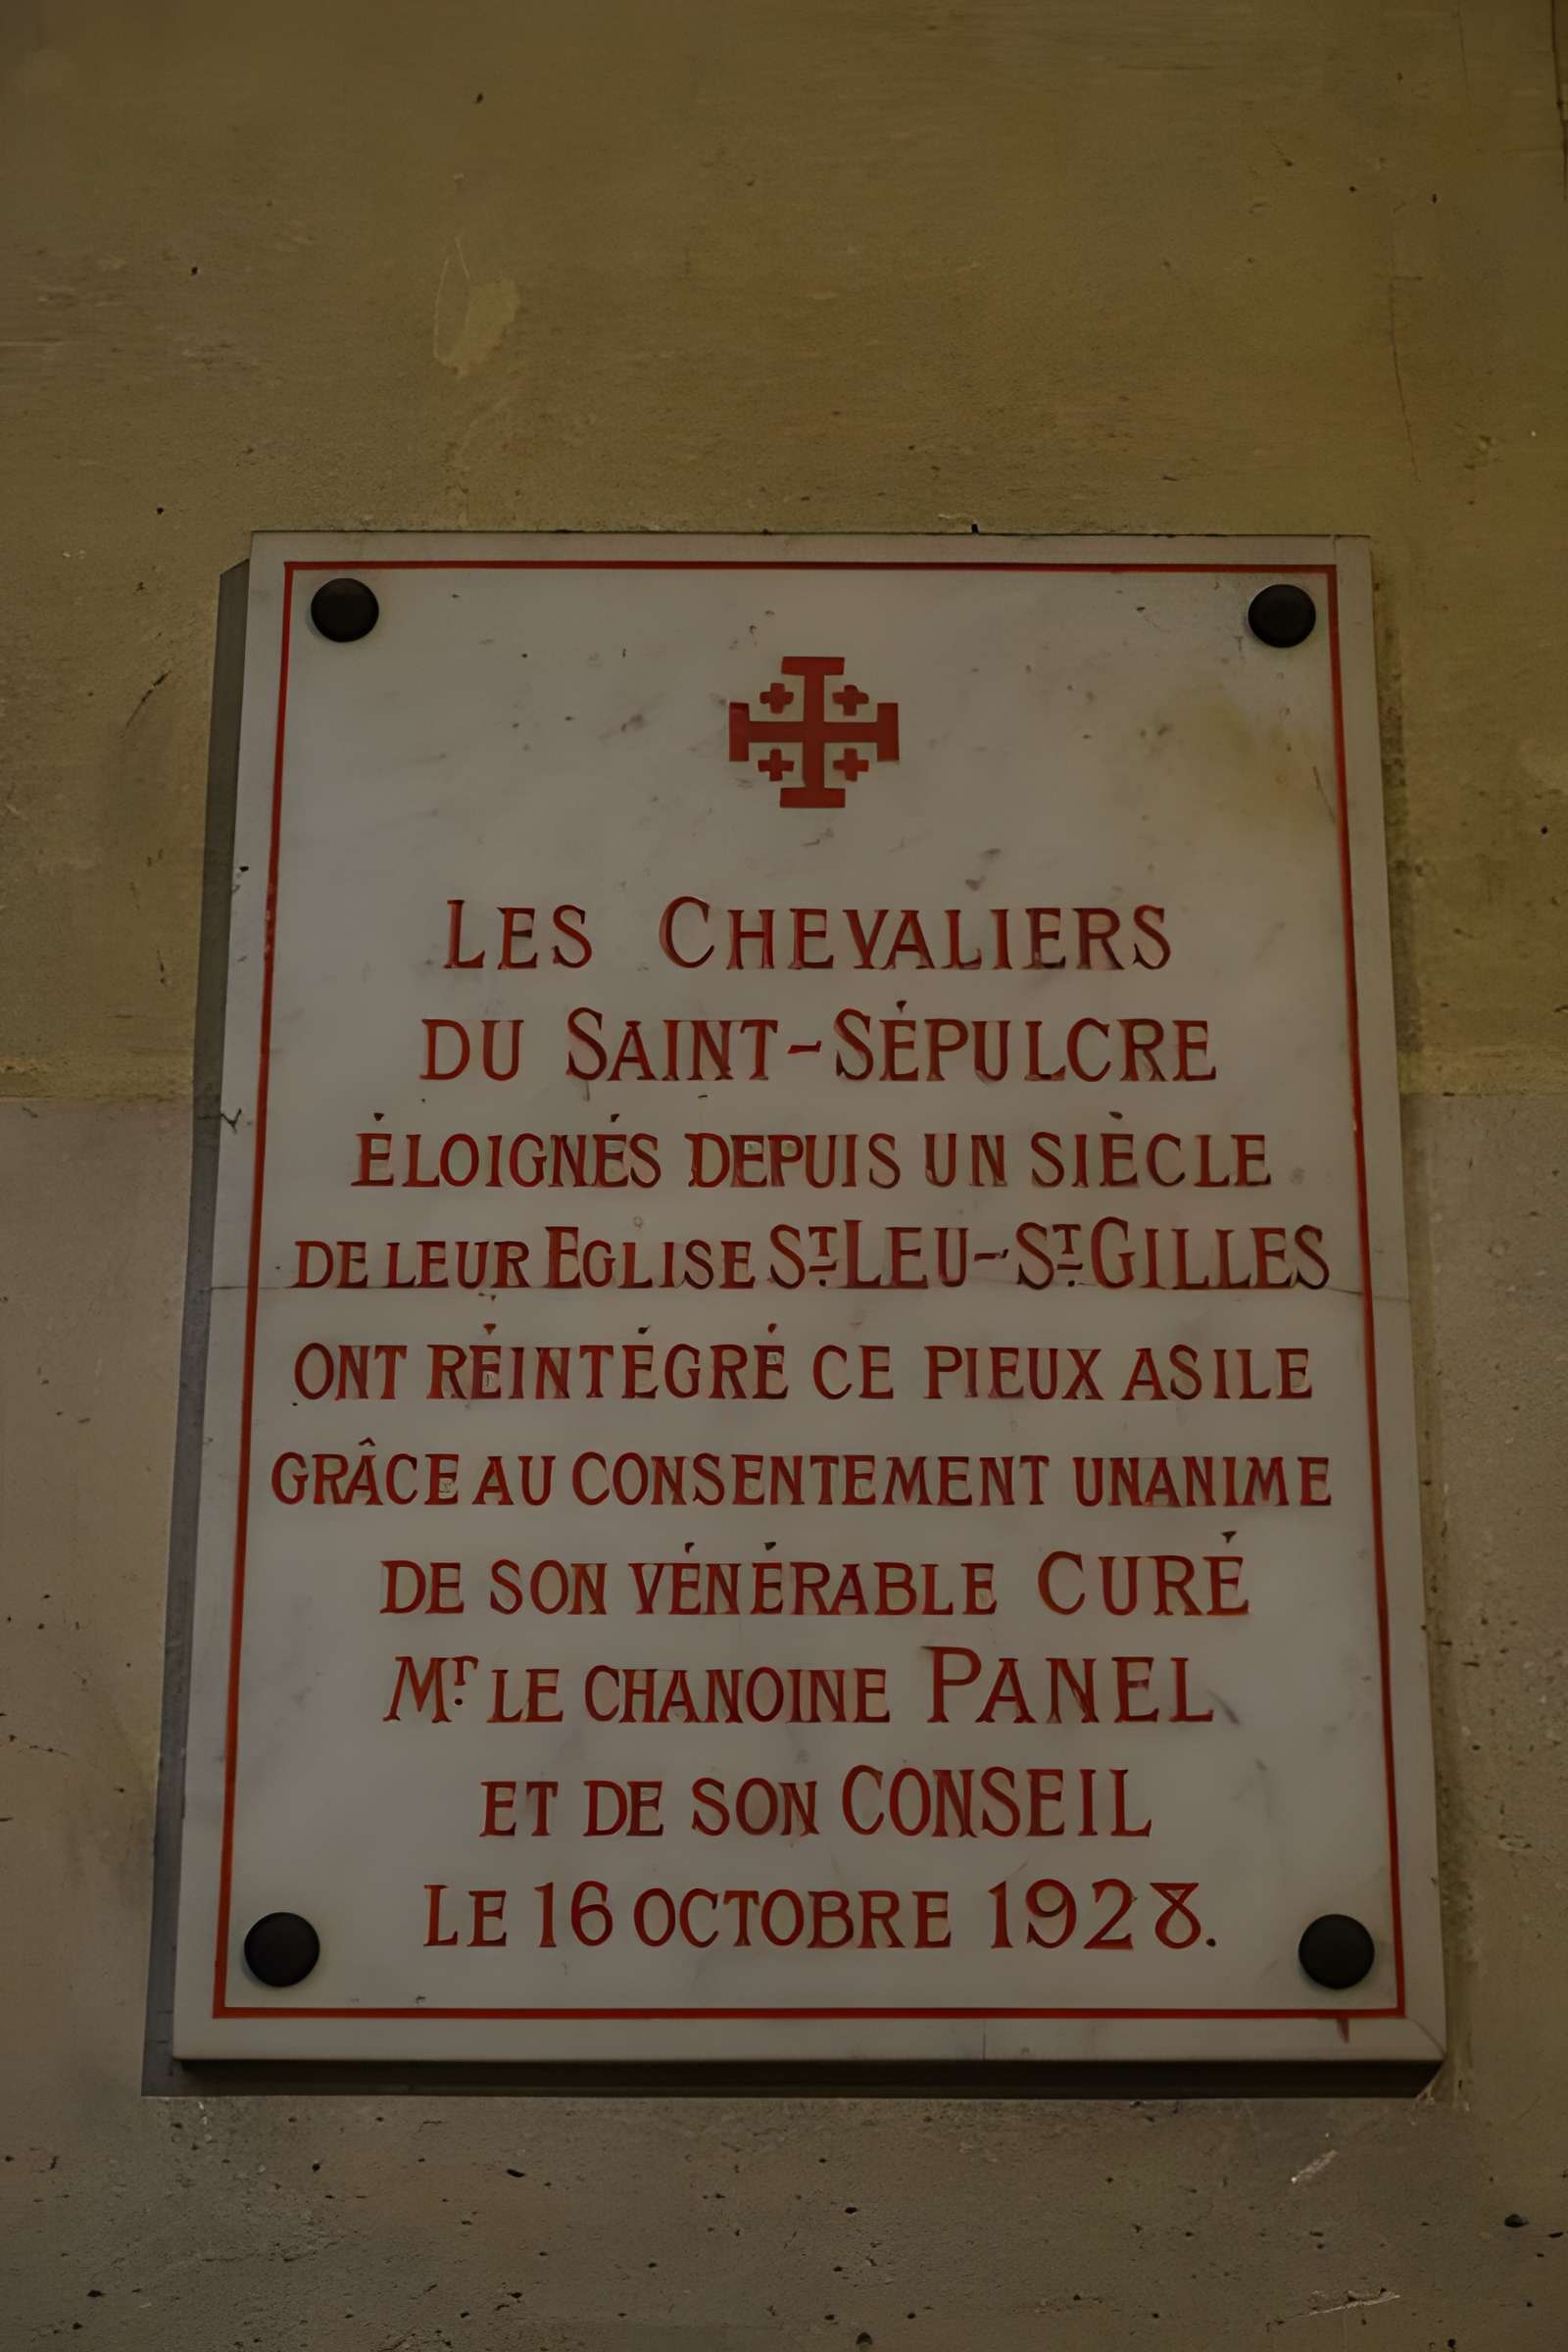 LES CHEVALIERS
DU SAINT-SÉPULCRE
ÉLOIGNÉS DEPUIS UN SIÈCLE
DE LEUR EGLISE ST. LEU-ST. GILLES
ONT RÉINTÉGRÉ CE PIEUX ASILE
GRÂCE AU CONSENTEMENT UNANIME
DE SON VÉNÉRABLE CURÉ
Mr. LE CHANOINE PANEL
ET DE SON CONSEIL
LE 16 OCTOBRE 1928.